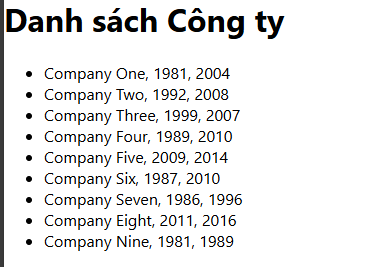 Danh sách Công ty
Company One, 1981, 2004
Company Two, 1992, 2008
Company Three, 1999, 2007
Company Four, 1989, 2010
Company Five, 2009, 2014
Company Six, 1987, 2010
Company Seven, 1986, 1996
Company Eight, 2011, 2016
Company Nine, 1981, 1989